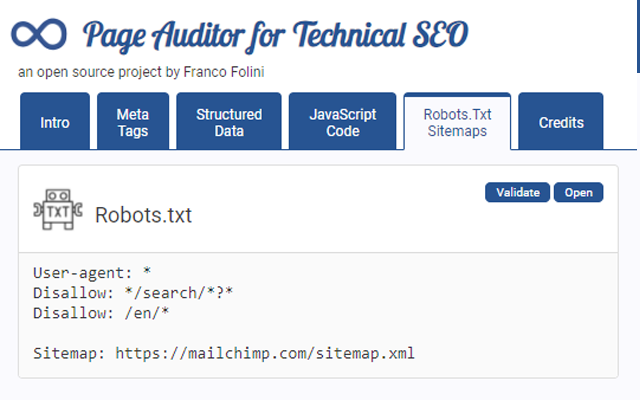 Page Auditor for Technical SEO
an open source project by Franco Folini
Intro
Meta
Tags
Structured
Data
JavaScript
Code
Robots.Txt
Sitemaps
Credits
TXT
Robots.txt
Validate
Open
User-agent: *
Disallow: */search/*?*
Disallow: /en/*
Sitemap: https://mailchimp.com/sitemap.xml